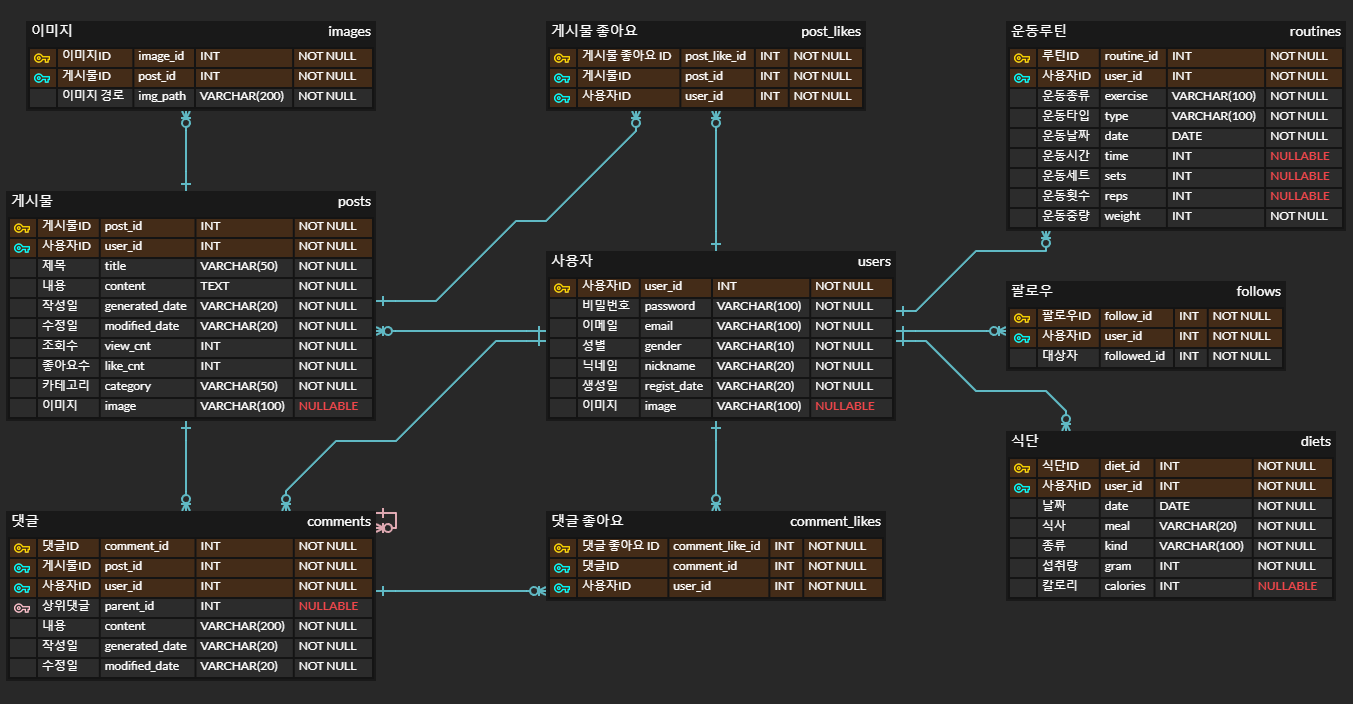 이미지 images
이미지ID image_id INT NOT NULL
게시물ID post_id INT NOT NULL
이미지 경로 img_path VARCHAR(200) NOT NULL
게시물 좋아요 post_likes
게시물 좋아요 ID post_like_id INT NOT NULL
게시물ID post_id INT NOT NULL
사용자ID user_id INT NOT NULL
운동루틴 routines
루틴ID routine_id INT NOT NULL
사용자ID user_id INT NOT NULL
운동종류 exercise VARCHAR(100) NOT NULL
운동타입 type VARCHAR(100) NOT NULL
운동날짜 date DATE NOT NULL
운동시간 time INT NULLABLE
운동세트 sets INT NULLABLE
운동횟수 reps INT NULLABLE
운동중량 weight INT NOT NULL
게시물 posts
게시물ID post_id INT NOT NULL
사용자ID user_id INT NOT NULL
제목 title VARCHAR(50) NOT NULL
내용 content TEXT NOT NULL
작성일 generated_date VARCHAR(20) NOT NULL
수정일 modified_date VARCHAR(20) NOT NULL
조회수 view_cnt INT NOT NULL
좋아요수 like_cnt INT NOT NULL
카테고리 category VARCHAR(50) NOT NULL
이미지 image VARCHAR(100) NULLABLE
사용자 users
사용자ID user_id INT NOT NULL
비밀번호 password VARCHAR(100) NOT NULL
이메일 email VARCHAR(100) NOT NULL
성별 gender VARCHAR(10) NOT NULL
닉네임 nickname VARCHAR(20) NOT NULL
생성일 regist_date VARCHAR(20) NOT NULL
이미지 image VARCHAR(100) NULLABLE
팔로우 follows
팔로우ID follow_id INT NOT NULL
사용자ID user_id INT NOT NULL
대상자 followed_id INT NOT NULL
식단 diets
식단ID diet_id INT NOT NULL
사용자ID user_id INT NOT NULL
날짜 date DATE NOT NULL
식사 meal VARCHAR(20) NOT NULL
종류 kind VARCHAR(100) NOT NULL
섭취량 gram INT NOT NULL
칼로리 calories INT NULLABLE
댓글 comments
댓글ID comment_id INT NOT NULL
게시물ID post_id INT NOT NULL
사용자ID user_id INT NOT NULL
상위댓글 parent_id INT NULLABLE
내용 content VARCHAR(200) NOT NULL
작성일 generated_date VARCHAR(20) NOT NULL
수정일 modified_date VARCHAR(20) NOT NULL
댓글 좋아요 comment_likes
댓글 좋아요 ID comment_like_id INT NOT NULL
댓글ID comment_id INT NOT NULL
사용자ID user_id INT NOT NULL